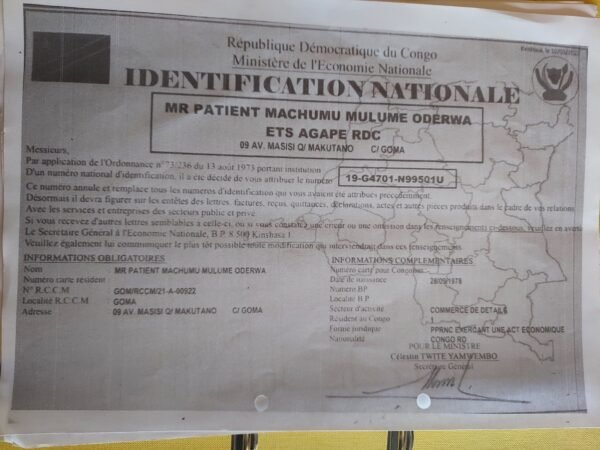 République Démocratique du Congo
Ministère de l'Economie Nationale
IDENTIFICATION NATIONALE
MR PATIENT MACHUMU MULUME ODERWA
ETS AGAPE RDC
09 AV. MASISI Q/ MAKUTANO C/ GOMA
Messieurs,
Par application de l'Ordonnance n°73/236 du 13 août 1973 portant institution
D'un numéro national d'identification, il a été décidé de vous attribuer le numéro 19-G4701-N99501U
Ce numéro annule et remplace tous les numéros d'identification qui vous avaient été attribués précédemment.
Désormais il devra figurer sur les entêtes des lettres, factures, reçus, quittances, déclarations, actes et autres pièces produits dans le cadre de vos relations
Avec les services et entreprises des secteurs public et privé.
Si vous recevez d'autres lettres semblables à celle-ci, ou si vous constatez une erreur ou une omission dans les renseignements ci-dessous, veuillez en aviser
Le Secrétaire Général à l'Economie Nationale, B.P. 8.500 Kinshasa 1.
Veuillez également lui communiquer le plus tôt possible toute modification qui interviendrait dans ces renseignements.
INFORMATIONS OBLIGATOIRES
Nom MR PATIENT MACHUMU MULUME ODERWA
Numéro carte résident :
N° R.C.C.M : GOM/RCCM/21-A-00922
Localité R.C.C.M : GOMA
Adresse : 09 AV. MASISI Q/ MAKUTANO C/ GOMA
INFORMATIONS COMPLEMENTAIRES
Numéro carte pour Congolais
Date de naissance : 28/09/1978
Numéro BP
Localité B.P
Secteur d'activité : COMMERCE DE DETAILS
Résident au Congo : 1
Forme juridique : PPRNC EXERCANT UNE ACT ECONOMIQUE
Nationalité : CONGO RD
POUR LE MINISTRE
Célestin TWITE YAMWEMBO
Secrétaire Général